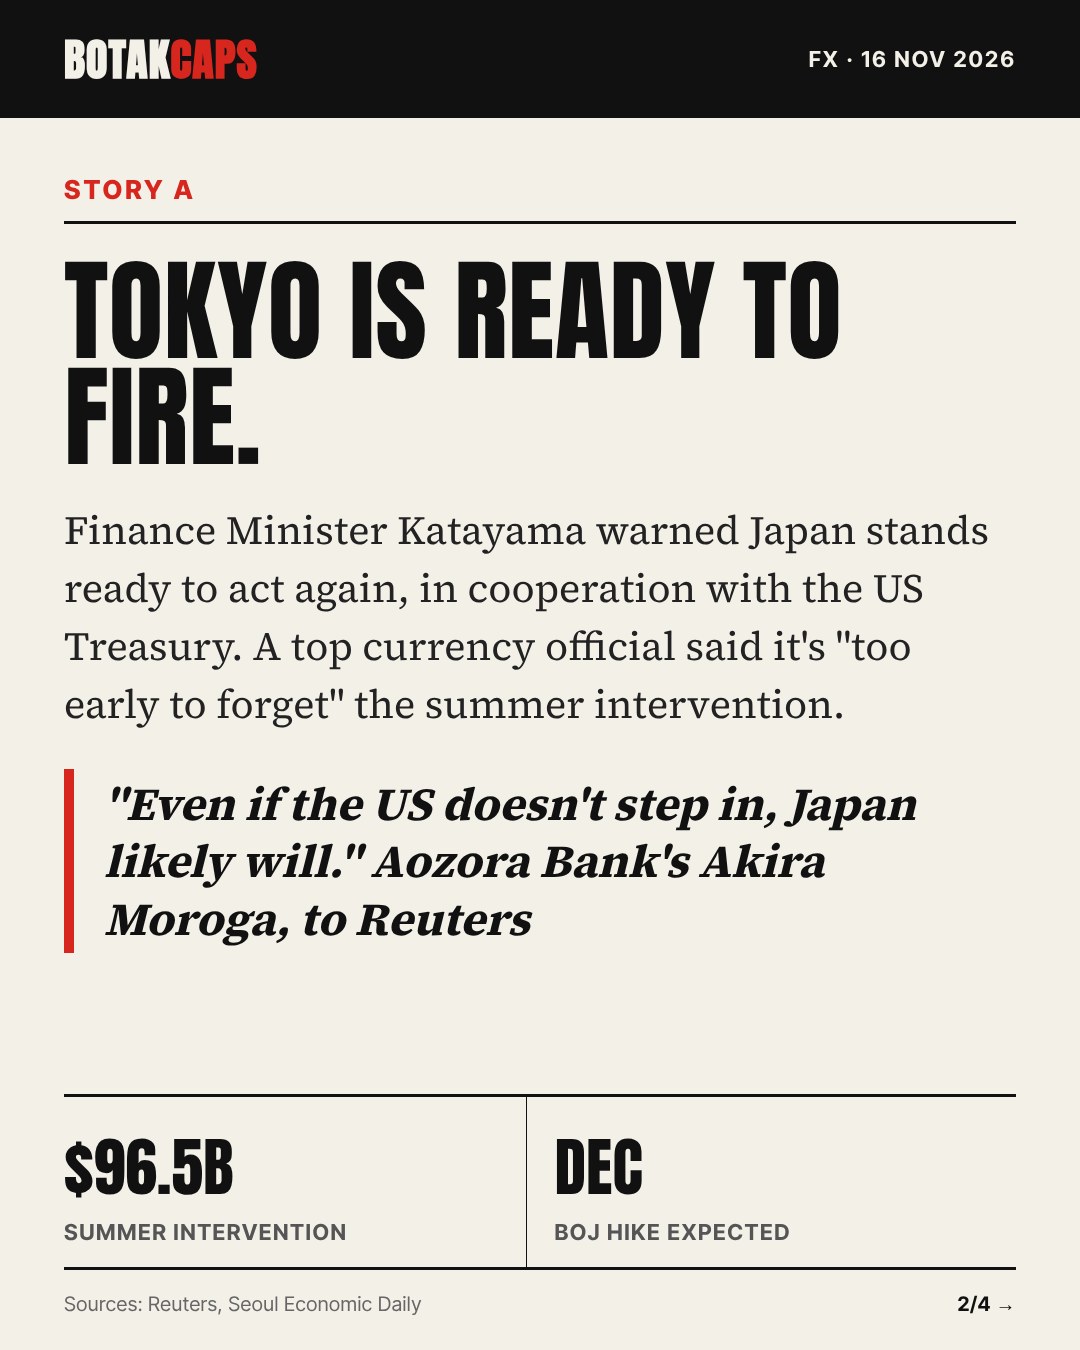 BOTAKCAPS
FX · 16 NOV 2026
STORY A
TOKYO IS READY TO
FIRE.
Finance Minister Katayama warned Japan stands
ready to act again, in cooperation with the US
Treasury. A top currency official said it's "too
early to forget" the summer intervention.
"Even if the US doesn't step in, Japan
likely will." Aozora Bank's Akira
Moroga, to Reuters
$96.5B
SUMMER INTERVENTION
DEC
BOJ HIKE EXPECTED
Sources: Reuters, Seoul Economic Daily
2/4 →